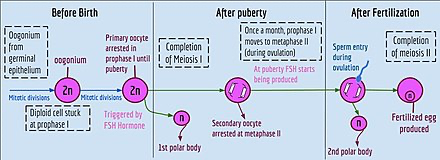 Before Birth
After puberty
After Fertilization
Oogonium
from
germinal
epithelium
oogonium
Primary oocyte
arrested in
prophase I until
puberty
Completion
of Meiosis I
Once a month, prophase I
moves to metaphase II
(during ovulation)
Sperm entry
during
ovulation
Completion
of meiosis II
2n
2n
Mitotic divisions
Mitotic divisions
At puberty FSH starts
being produced
n
Diploid cell stuck
at prophase I
Triggered by
FSH Hormone
n
1st polar body
Secondary oocyte
arrested at metaphase II
n
2nd polar body
Fertilized egg
produced